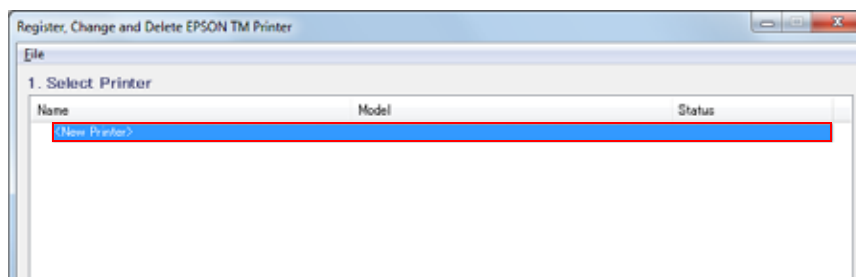 Register, Change and Delete EPSON TM Printer
File
1. Select Printer
Name Model Status
<New Printer>